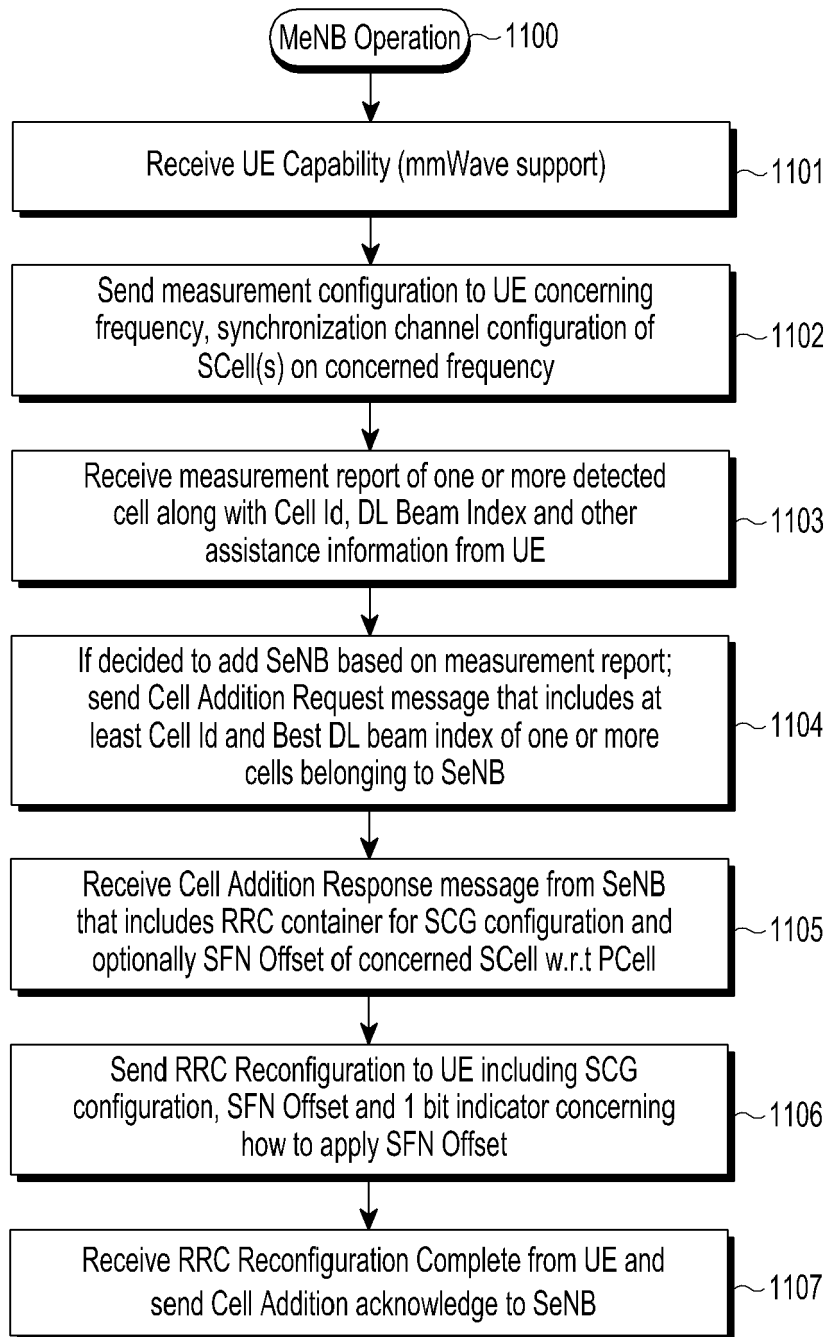 MeNB Operation
1100
Receive UE Capability (mmWave support)
1101
Send measurement configuration to UE concerning
frequency, synchronization channel configuration of
SCell(s) on concerned frequency
1102
Receive measurement report of one or more detected
cell along with Cell Id, DL Beam Index and other
assistance information from UE
1103
If decided to add SeNB based on measurement report;
send Cell Addition Request message that includes at
least Cell Id and Best DL beam index of one or more
cells belonging to SeNB
1104
Receive Cell Addition Response message from SeNB
that includes RRC container for SCG configuration and
optionally SFN Offset of concerned SCell w.r.t PCell
1105
Send RRC Reconfiguration to UE including SCG
configuration, SFN Offset and 1 bit indicator concerning
how to apply SFN Offset
1106
Receive RRC Reconfiguration Complete from UE and
send Cell Addition acknowledge to SeNB
1107